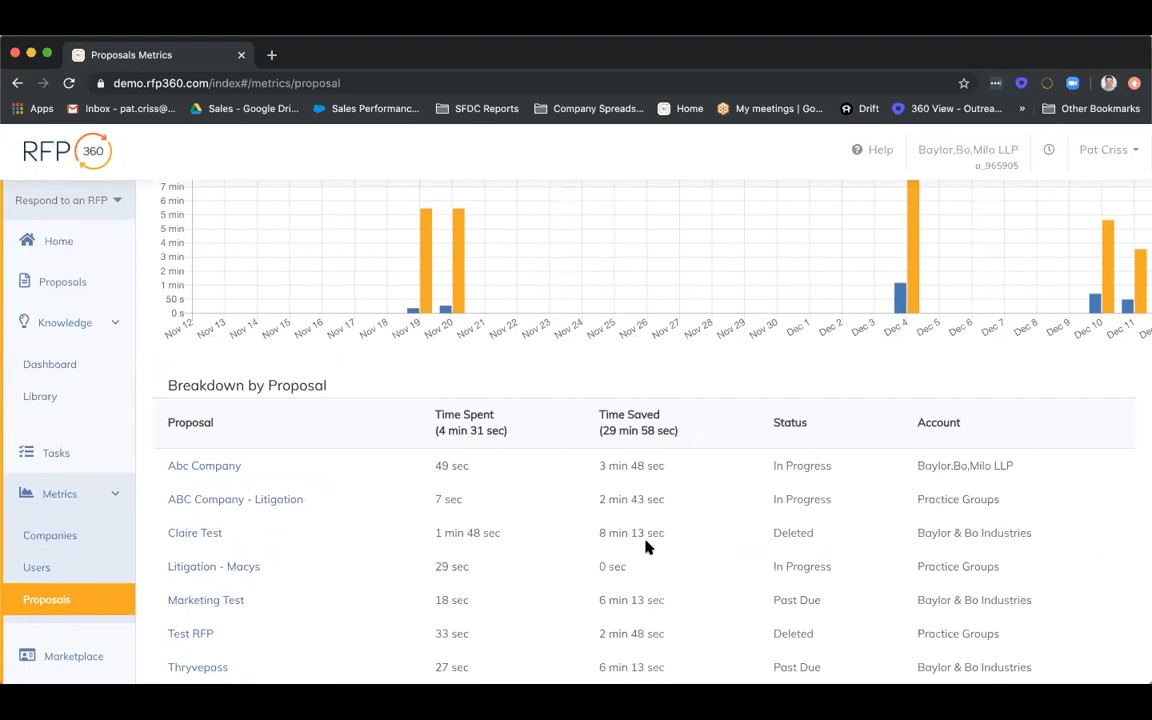 Proposals Metrics
demo.rfp360.com/index#/metrics/proposal
Apps Inbox - pat.criss@... Sales - Google Dri... Sales Performanc... SFDC Reports Company Spreads... Home My meetings | Go... Drift 360 View - Outrea... » Other Bookmarks
RFP 360
Help Baylor,Bo,Milo LLP Pat Criss
a_965905
Respond to an RFP
Home
Proposals
Knowledge
Dashboard
Library
Tasks
Metrics
Companies
Users
Proposals
Marketplace
7 min
6 min
5 min
4 min
3 min
2 min
1 min
50 s
0 s
Nov 12 Nov 13 Nov 14 Nov 15 Nov 16 Nov 17 Nov 18 Nov 19 Nov 20 Nov 21 Nov 22 Nov 23 Nov 24 Nov 25 Nov 26 Nov 27 Nov 28 Nov 29 Nov 30 Dec 1 Dec 2 Dec 3 Dec 4 Dec 5 Dec 6 Dec 7 Dec 8 Dec 9 Dec 10 Dec 11
Breakdown by Proposal
Proposal Time Spent Time Saved Status Account
(4 min 31 sec) (29 min 58 sec)
Abc Company 49 sec 3 min 48 sec In Progress Baylor,Bo,Milo LLP
ABC Company - Litigation 7 sec 2 min 43 sec In Progress Practice Groups
Claire Test 1 min 48 sec 8 min 13 sec Deleted Baylor & Bo Industries
Litigation - Macys 29 sec 0 sec In Progress Practice Groups
Marketing Test 18 sec 6 min 13 sec Past Due Baylor & Bo Industries
Test RFP 33 sec 2 min 48 sec Deleted Practice Groups
Thryvepass 27 sec 6 min 13 sec Past Due Baylor & Bo Industries